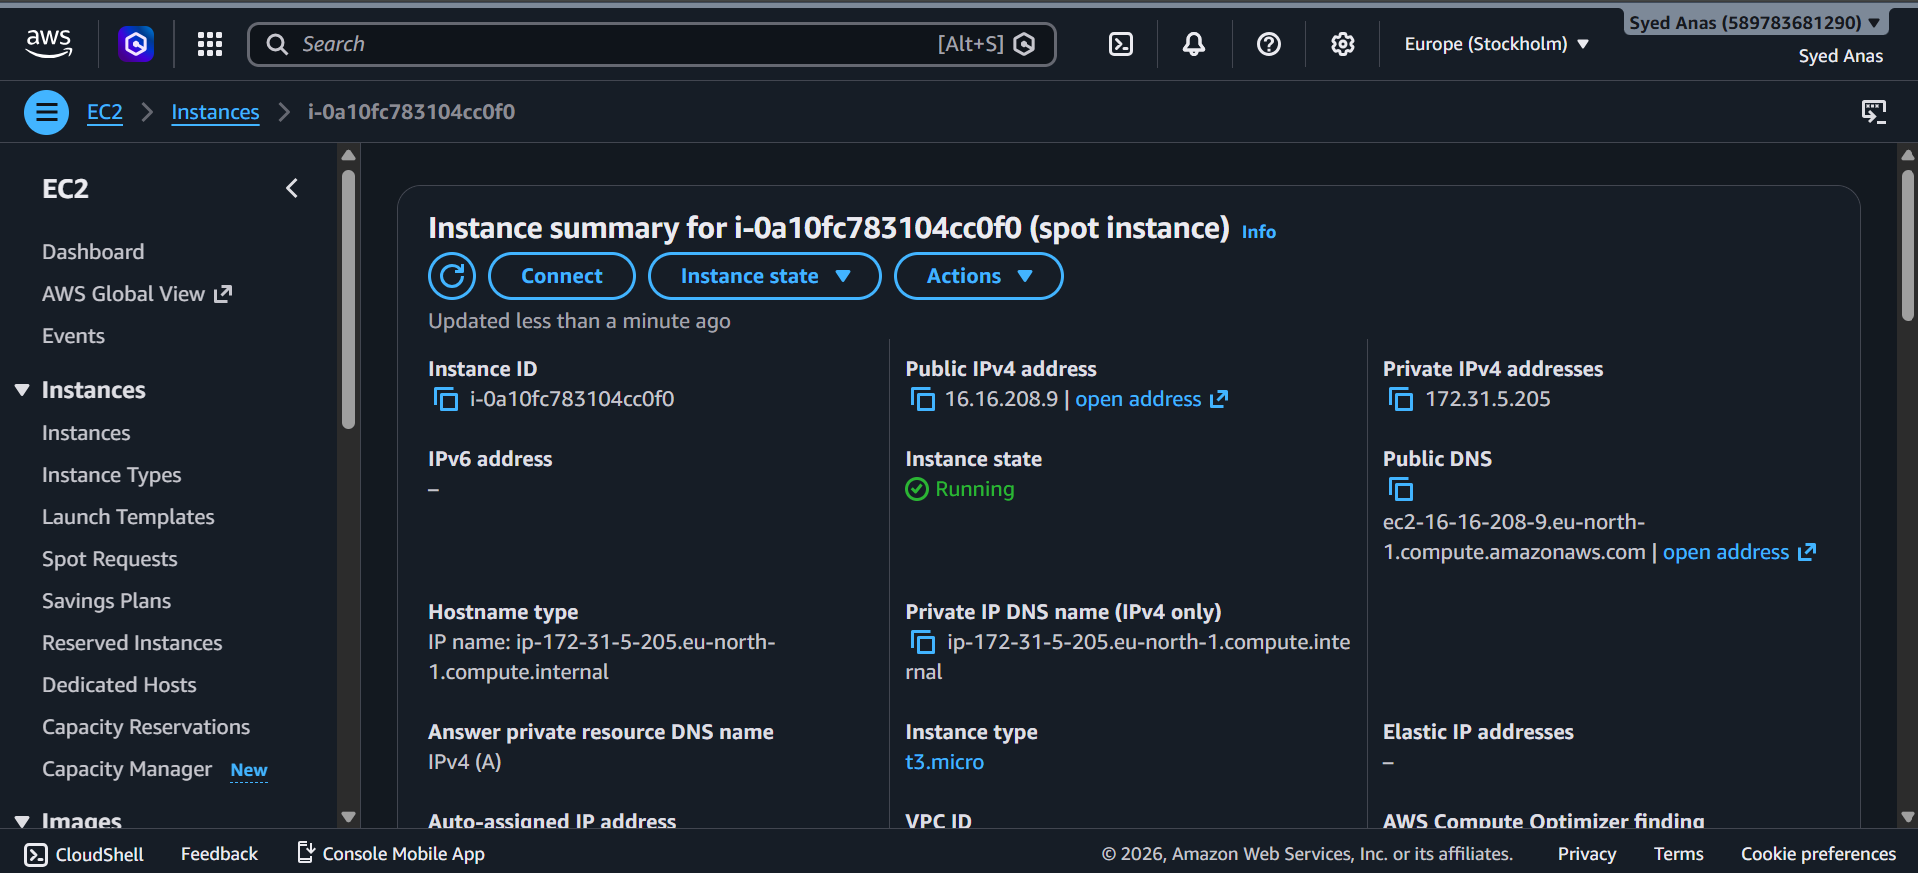 aws
Search [Alt+S]
Europe (Stockholm)
Syed Anas (589783681290)
Syed Anas
EC2 Instances i-0a10fc783104cc0f0
EC2
Dashboard
AWS Global View
Events
Instances
Instances
Instance Types
Launch Templates
Spot Requests
Savings Plans
Reserved Instances
Dedicated Hosts
Capacity Reservations
Capacity Manager New
Images
Instance summary for i-0a10fc783104cc0f0 (spot instance) Info
Connect Instance state Actions
Updated less than a minute ago
Instance ID
i-0a10fc783104cc0f0
Public IPv4 address
16.16.208.9 | open address
Private IPv4 addresses
172.31.5.205
IPv6 address
–
Instance state
Running
Public DNS
ec2-16-16-208-9.eu-north-
1.compute.amazonaws.com | open address
Hostname type
IP name: ip-172-31-5-205.eu-north-
1.compute.internal
Private IP DNS name (IPv4 only)
ip-172-31-5-205.eu-north-1.compute.inte
rnal
Answer private resource DNS name
IPv4 (A)
Instance type
t3.micro
Elastic IP addresses
–
Auto-assigned IP address
VPC ID
AWS Compute Optimizer finding
CloudShell Feedback Console Mobile App
© 2026, Amazon Web Services, Inc. or its affiliates. Privacy Terms Cookie preferences